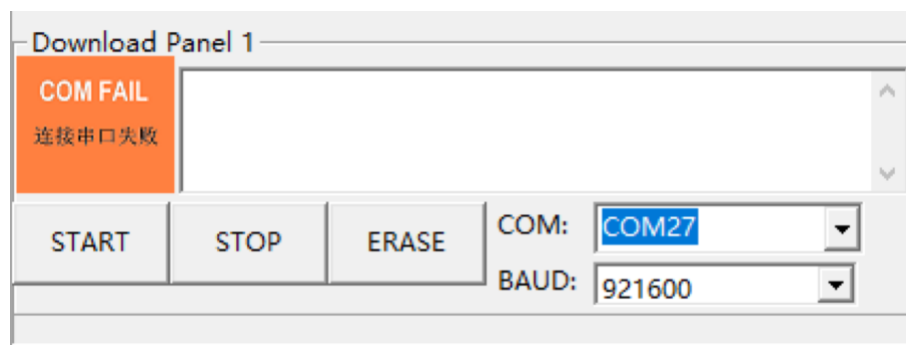 Download Panel 1
COM FAIL
连接串口失败
START
STOP
ERASE
COM:
COM27
BAUD:
921600